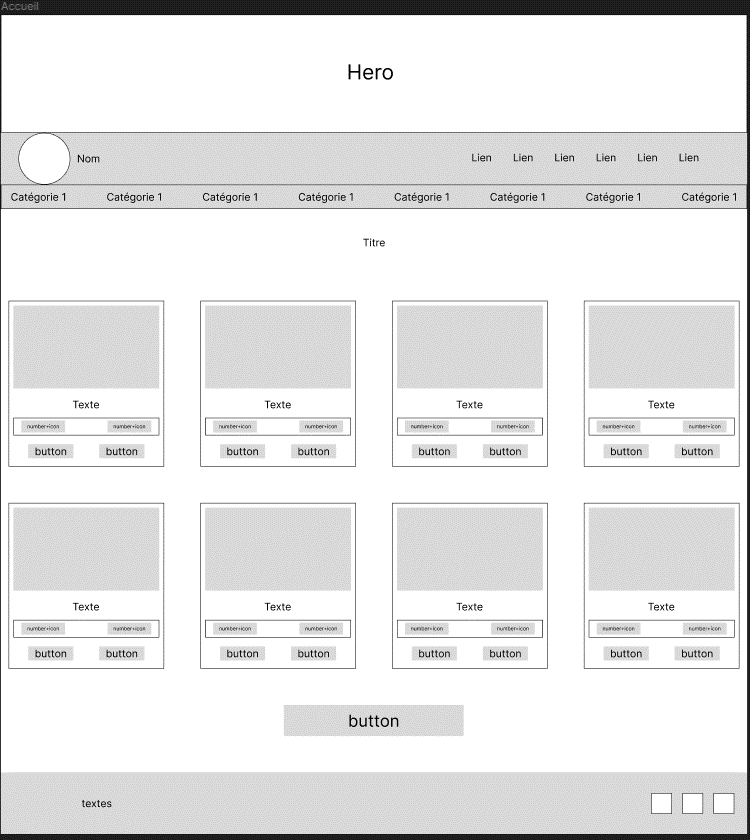 Accueil
Hero
Nom Lien Lien Lien Lien Lien Lien
Catégorie 1 Catégorie 1 Catégorie 1 Catégorie 1 Catégorie 1 Catégorie 1 Catégorie 1 Catégorie 1
Titre
Texte Texte Texte Texte
number+icon number+icon number+icon number+icon number+icon number+icon number+icon number+icon
button button button button button button button button
Texte Texte Texte Texte
number+icon number+icon number+icon number+icon number+icon number+icon number+icon number+icon
button button button button button button button button
button
textes